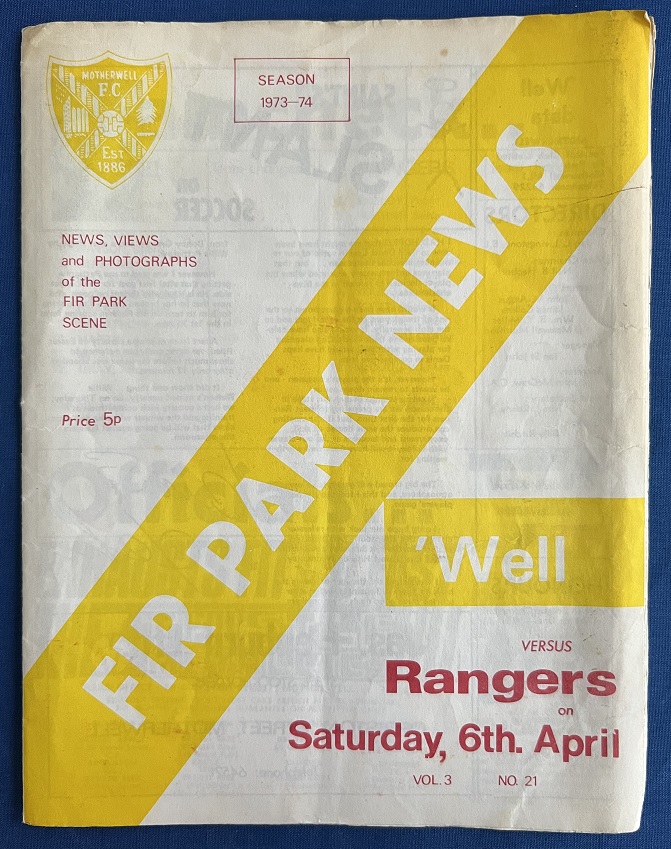 MOTHERWELL
F.C
EST
1886
SEASON
1973—74
NEWS, VIEWS
and PHOTOGRAPHS
of the
FIR PARK
SCENE
Price 5p
FIR PARK NEWS
'Well
VERSUS
Rangers
on
Saturday, 6th. April
VOL. 3 NO. 21